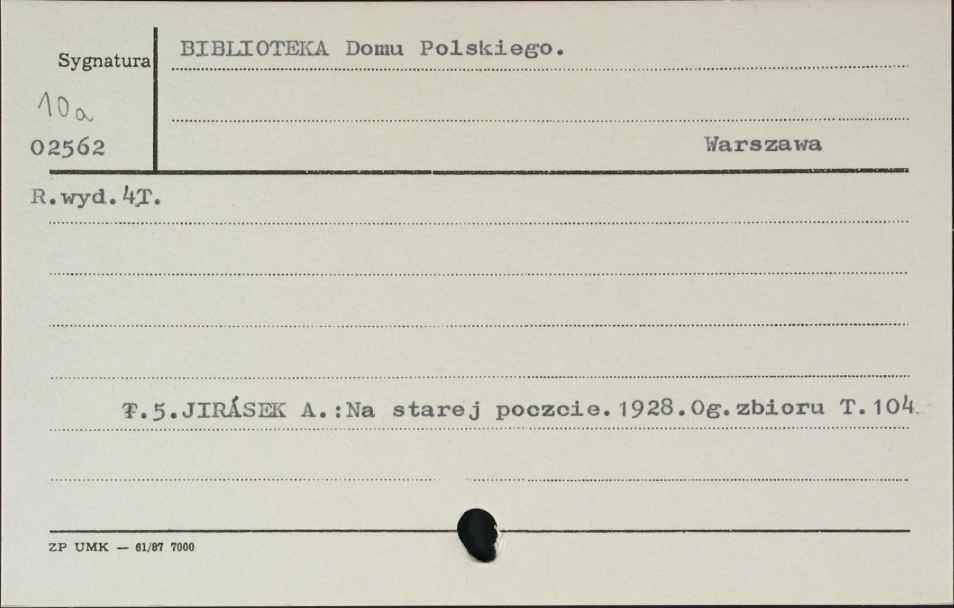 Sygnatura
BIBLIOTEKA Domu Polskiego.
10a
02562
Warszawa
R.wyd.4T.
T.5.JIRÁSEK A.:Na starej poczcie.1928.Og.zbioru T.104
ZP UMK — 61/87 7000